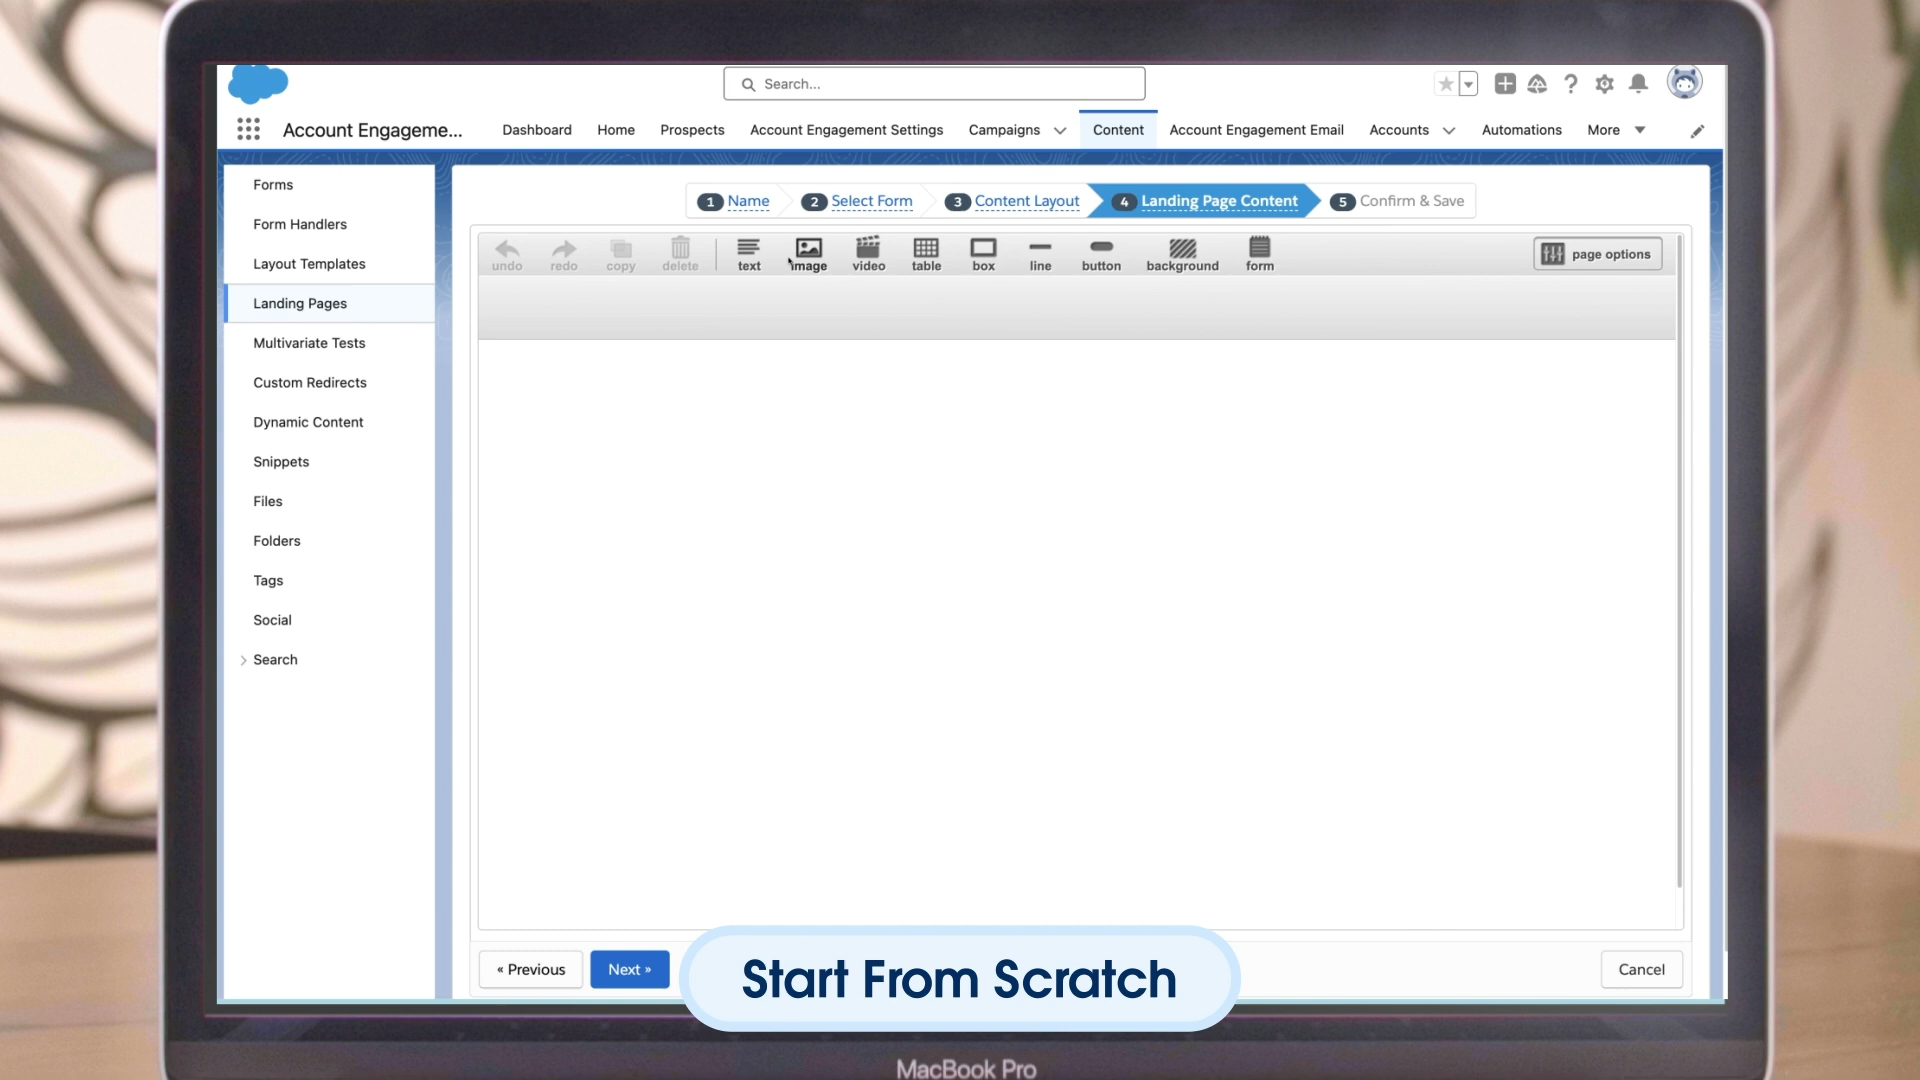 Search...
Account Engageme...
Dashboard
Home
Prospects
Account Engagement Settings
Campaigns
Content
Account Engagement Email
Accounts
Automations
More
Forms
Form Handlers
Layout Templates
Landing Pages
Multivariate Tests
Custom Redirects
Dynamic Content
Snippets
Files
Folders
Tags
Social
Search
1 Name
2 Select Form
3 Content Layout
4 Landing Page Content
5 Confirm & Save
undo
redo
copy
delete
text
image
video
table
box
line
button
background
form
page options
« Previous
Next »
Cancel
Start From Scratch
MacBook Pro